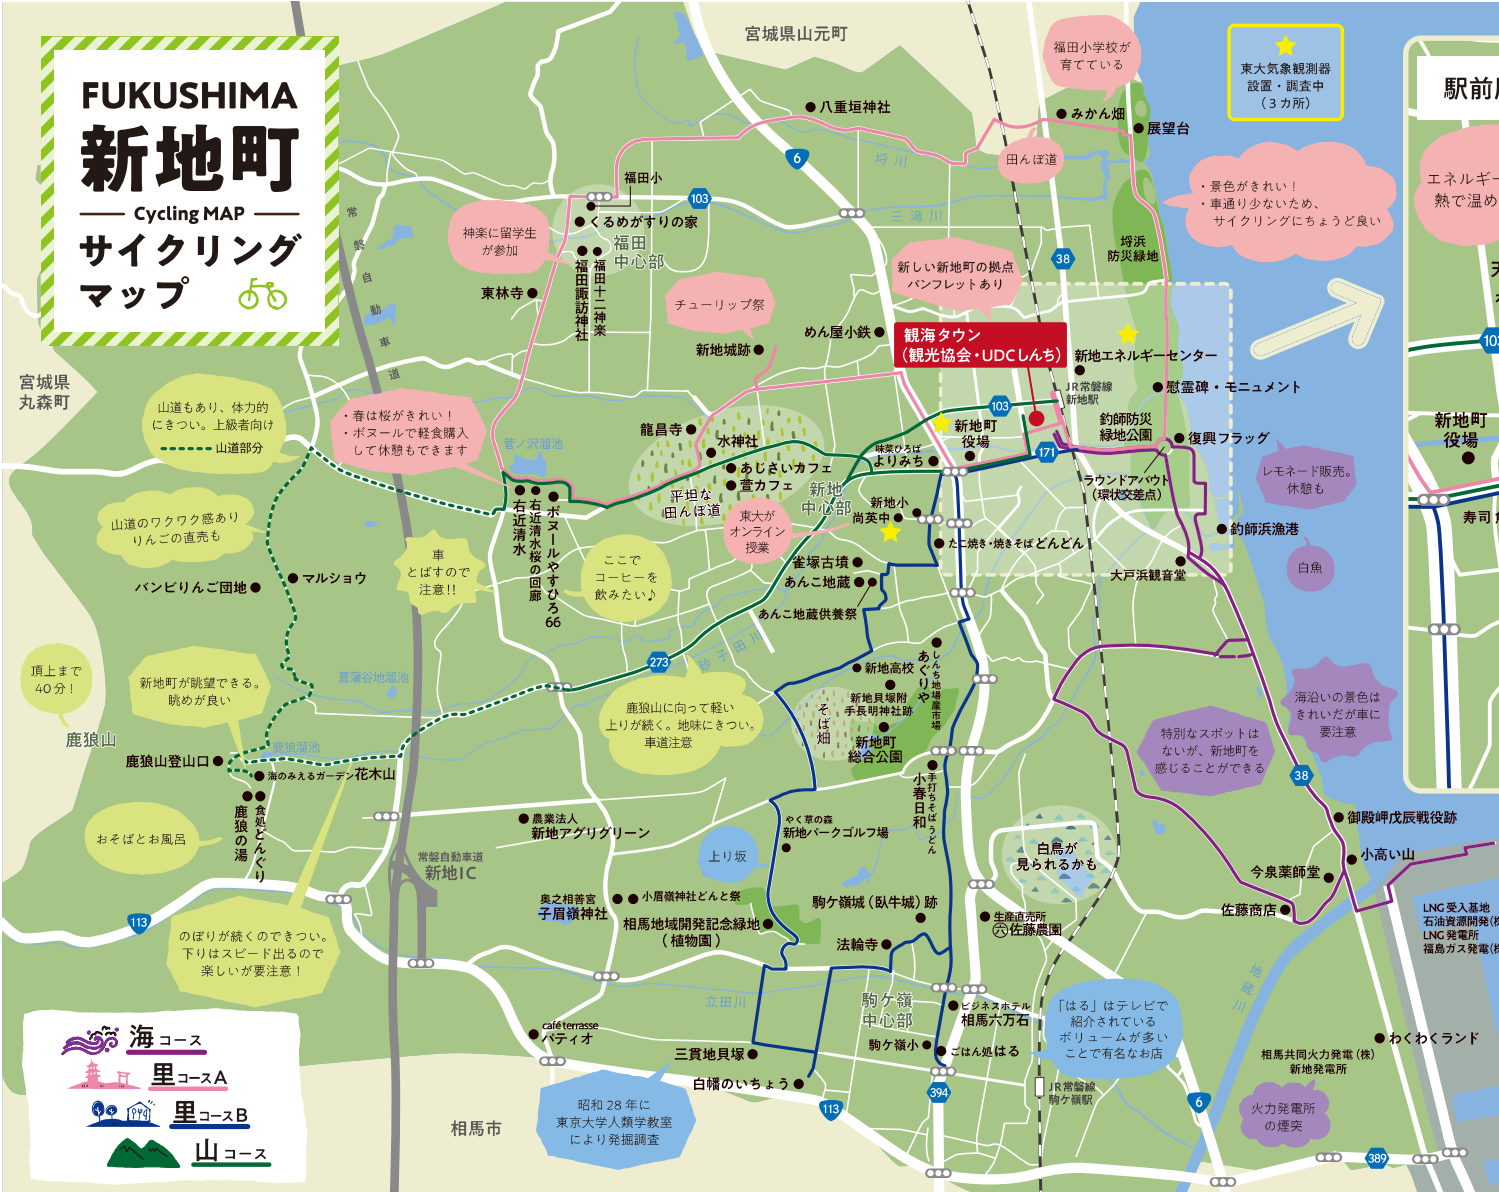 FUKUSHIMA
新地町
Cycling MAP
サイクリング
マップ
宮城県山元町
福田小学校が
育てている
東大気象観測器
設置・調査中
（3カ所）
駅前
八重垣神社
みかん畑
展望台
6
埒川
田んぼ道
エネルギー
熱で温め
・景色がきれい！
・車通り少ないため、
サイクリングにちょうど良い
福田小
103
三滝川
くるめがすりの家
神楽に留学生
が参加
福田
中心部
福田諏訪神社
福田十二神楽
埒浜
防災緑地
38
新しい新地町の拠点
パンフレットあり
東林寺
常磐自動車道
チューリップ祭
めん屋小鉄
新地城跡
観海タウン
（観光協会・UDCしんち）
新地エネルギーセンター
JR常磐線
新地駅
慰霊碑・モニュメント
宮城県
丸森町
山道もあり、体力的
にきつい。上級者向け
山道部分
・春は桜がきれい！
・ボヌールで軽食購入
して休憩もできます
菅ノ沢溜池
龍昌寺
水神社
あじさいカフェ
菅カフェ
平坦な
田んぼ道
新地
中心部
味菜ひろば
よりみち
新地町
役場
103
171
釣師防災
緑地公園
復興フラッグ
ラウンドアバウト
（環状交差点）
レモネード販売。
休憩も
新地町
役場
103
寿司
釣師浜漁港
白魚
大戸浜観音堂
新地小
尚英中
たこ焼き・焼きそばどんどん
東大が
オンライン
授業
雀塚古墳
あんこ地蔵
あんこ地蔵供養祭
山道のワクワク感あり
りんごの直売も
バンビりんご団地
マルショウ
車
とばすので
注意!!
右近清水
右近清水桜の回廊
ボヌールやすひろ66
ここで
コーヒーを
飲みたい♪
273
砂子田川
頂上まで
40分！
新地町が眺望できる。
眺めが良い
菖蒲谷地溜池
鹿狼山に向って軽い
上りが続く。地味にきつい。
車道注意
新地高校
しんち地場産市場
あぐりや
新地貝塚附
手長明神社跡
そば畑
新地町
総合公園
特別なスポットは
ないが、新地町を
感じることができる
海沿いの景色は
きれいだが車に
要注意
38
鹿狼山
鹿狼溜池
鹿狼山登山口
海のみえるガーデン花木山
鹿狼の湯
食処どんぐり
おそばとお風呂
農業法人
新地アグリグリーン
常磐自動車道
新地IC
手打ちそばうどん
小春日和
やく草の森
新地パークゴルフ場
上り坂
白鳥が
見られるかも
御殿岬戊辰戦役跡
小高い山
今泉薬師堂
佐藤商店
奥之相善宮
子眉嶺神社
小眉嶺神社どんと祭
相馬地域開発記念緑地
（植物園）
駒ケ嶺城（臥牛城）跡
生産直売所
㊅佐藤農園
法輪寺
LNG受入基地
石油資源開発(株
LNG発電所
福島ガス発電(株
113
のぼりが続くのできつい。
下りはスピード出るので
楽しいが要注意！
立田川
駒ケ嶺
中心部
ビジネスホテル
相馬六万石
「はる」はテレビで
紹介されている
ボリュームが多い
ことで有名なお店
地蔵川
海コース
里コースA
里コースB
山コース
café terrasse
パティオ
三貫地貝塚
白幡のいちょう
駒ケ嶺小
ごはん処はる
394
113
昭和28年に
東京大学人類学教室
により発掘調査
相馬市
JR常磐線
駒ケ嶺駅
わくわくランド
相馬共同火力発電（株）
新地発電所
火力発電所
の煙突
6
389